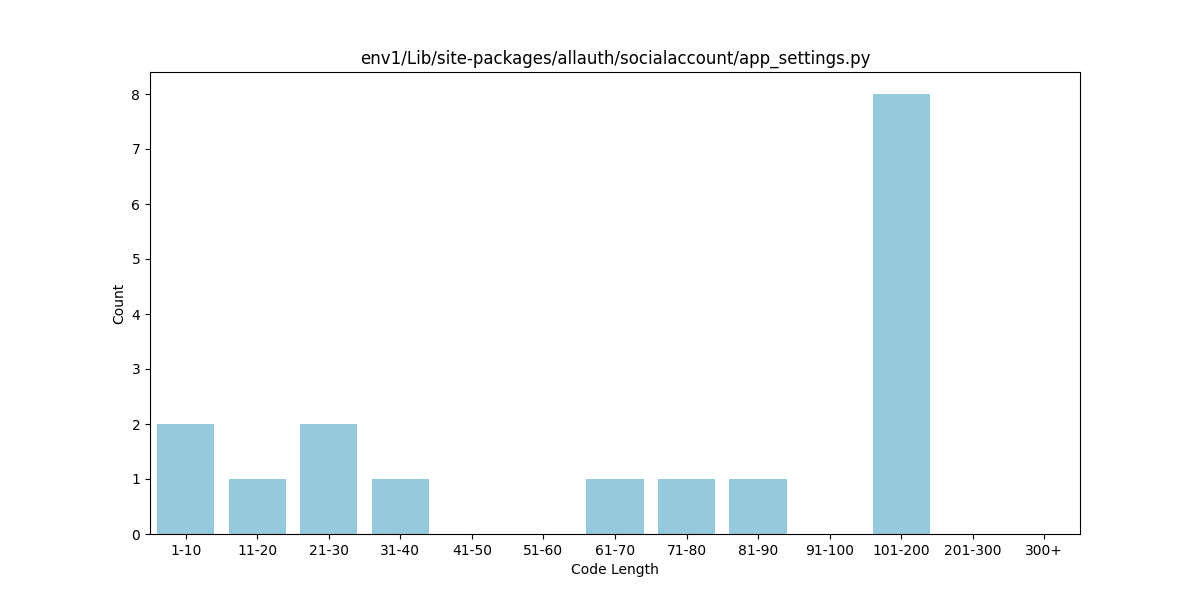 env1/Lib/site-packages/allauth/socialaccount/app_settings.py
8
7
6
5
4
3
2
1
0
Count
1-10 11-20 21-30 31-40 41-50 51-60 61-70 71-80 81-90 91-100 101-200 201-300 300+
Code Length